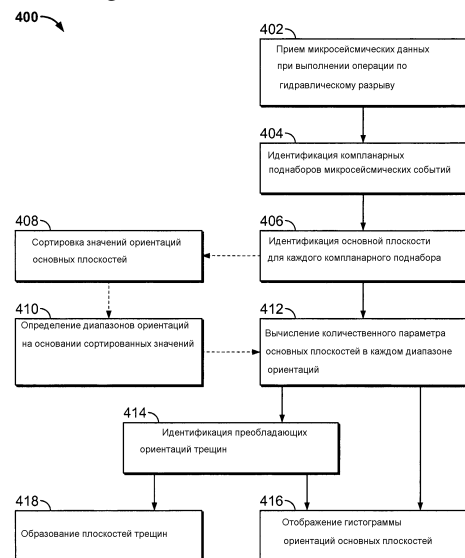 400
402
Прием микросейсмических данных
при выполнении операции по
гидравлическому разрыву
404
Идентификация компланарных
поднаборов микросейсмических событий
408
Сортировка значений ориентаций
основных плоскостей
406
Идентификация основной плоскости
для каждого компланарного поднабора
410
Определение диапазонов ориентаций
на основании сортированных значений
412
Вычисление количественного параметра
основных плоскостей в каждом диапазоне
ориентаций
414
Идентификация преобладающих
ориентаций трещин
418
Образование плоскостей трещин
416
Отображение гистограммы
ориентаций основных плоскостей